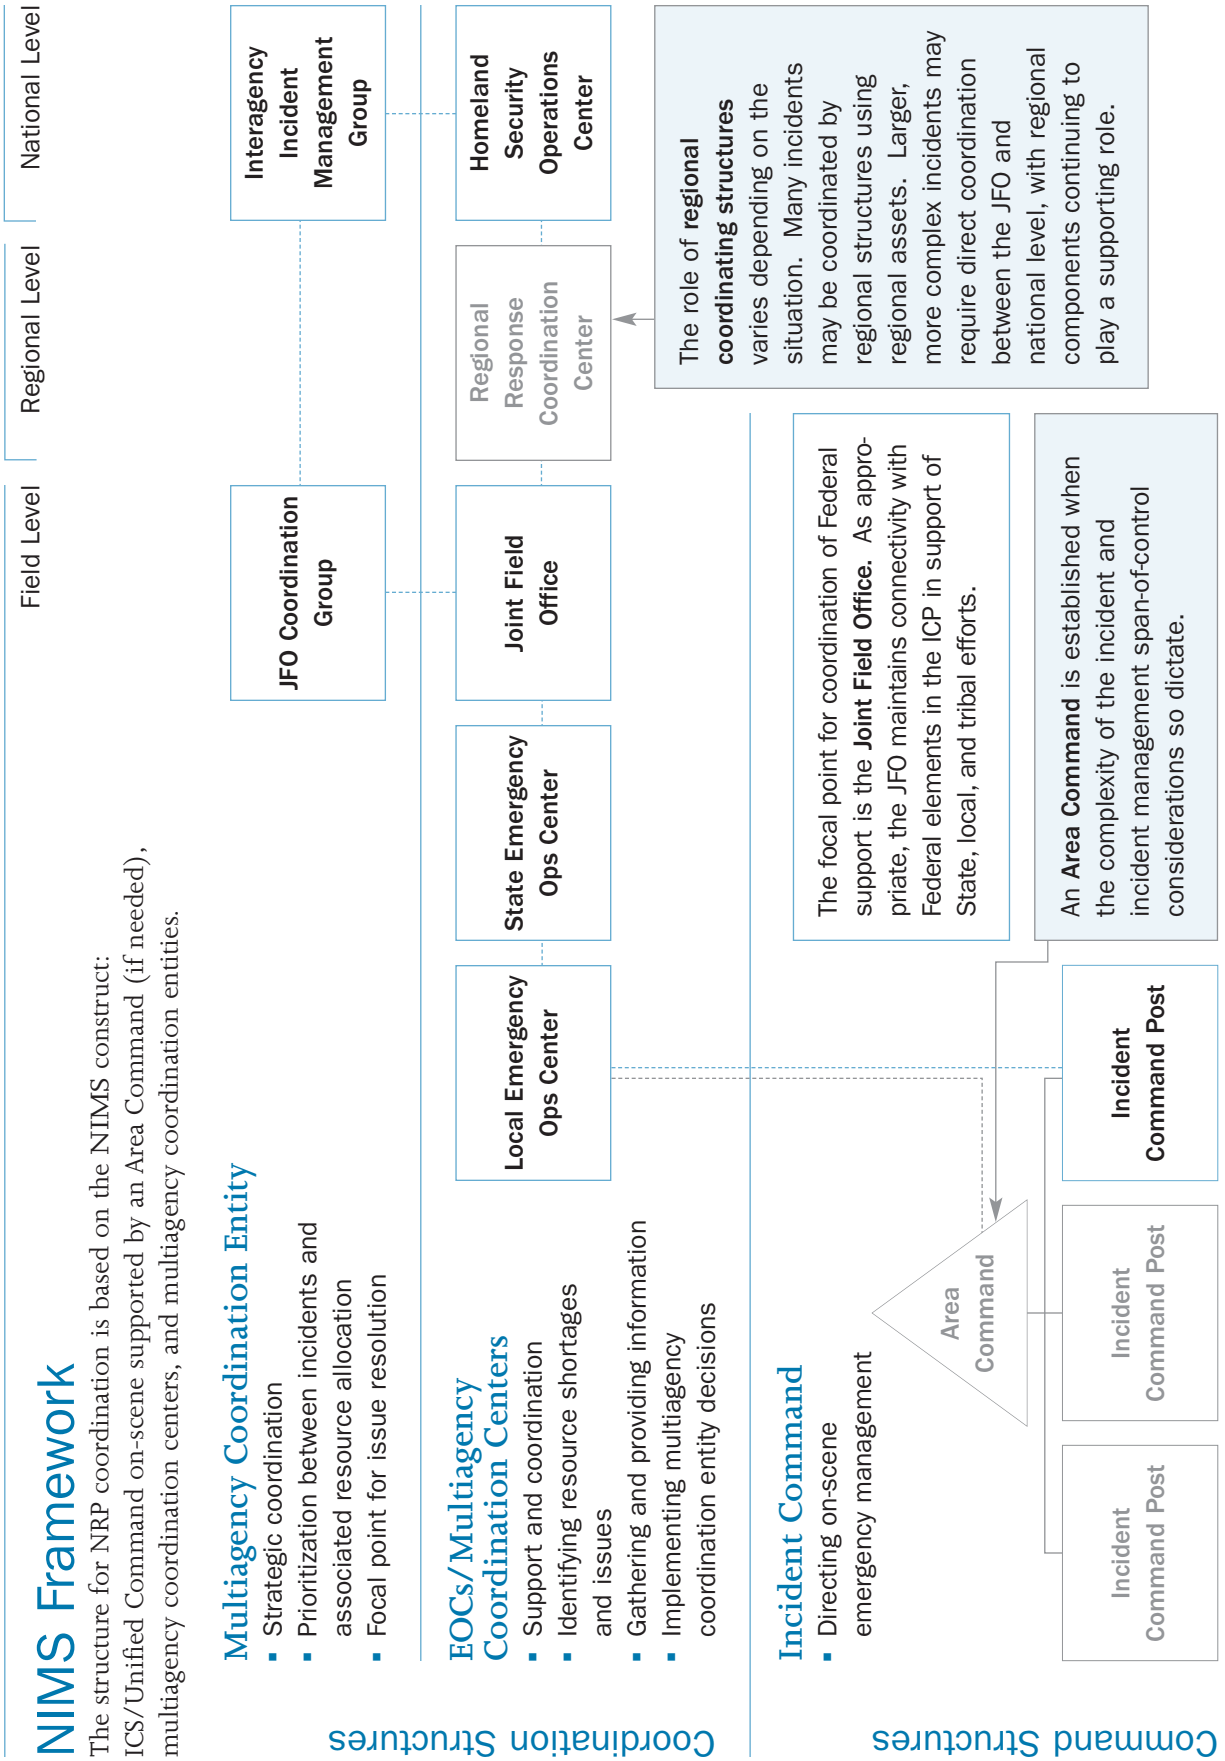 NIMS Framework
The structure for NRP coordination is based on the NIMS construct:
ICS/Unified Command on-scene supported by an Area Command (if needed),
multiagency coordination centers, and multiagency coordination entities.
Field Level
Regional Level
National Level
Coordination Structures
Multiagency Coordination Entity
▪ Strategic coordination
▪ Prioritization between incidents and
associated resource allocation
▪ Focal point for issue resolution
JFO Coordination
Group
Interagency
Incident
Management
Group
EOCs/Multiagency
Coordination Centers
▪ Support and coordination
▪ Identifying resource shortages
and issues
▪ Gathering and providing information
▪ Implementing multiagency
coordination entity decisions
Local Emergency
Ops Center
State Emergency
Ops Center
Joint Field
Office
Regional
Response
Coordination
Center
Homeland
Security
Operations
Center
Command Structures
Incident Command
▪ Directing on-scene
emergency management
Area
Command
Incident
Command Post
Incident
Command Post
Incident
Command Post
The focal point for coordination of Federal
support is the Joint Field Office. As appro-
priate, the JFO maintains connectivity with
Federal elements in the ICP in support of
State, local, and tribal efforts.
An Area Command is established when
the complexity of the incident and
incident management span-of-control
considerations so dictate.
The role of regional
coordinating structures
varies depending on the
situation. Many incidents
may be coordinated by
regional structures using
regional assets. Larger,
more complex incidents may
require direct coordination
between the JFO and
national level, with regional
components continuing to
play a supporting role.